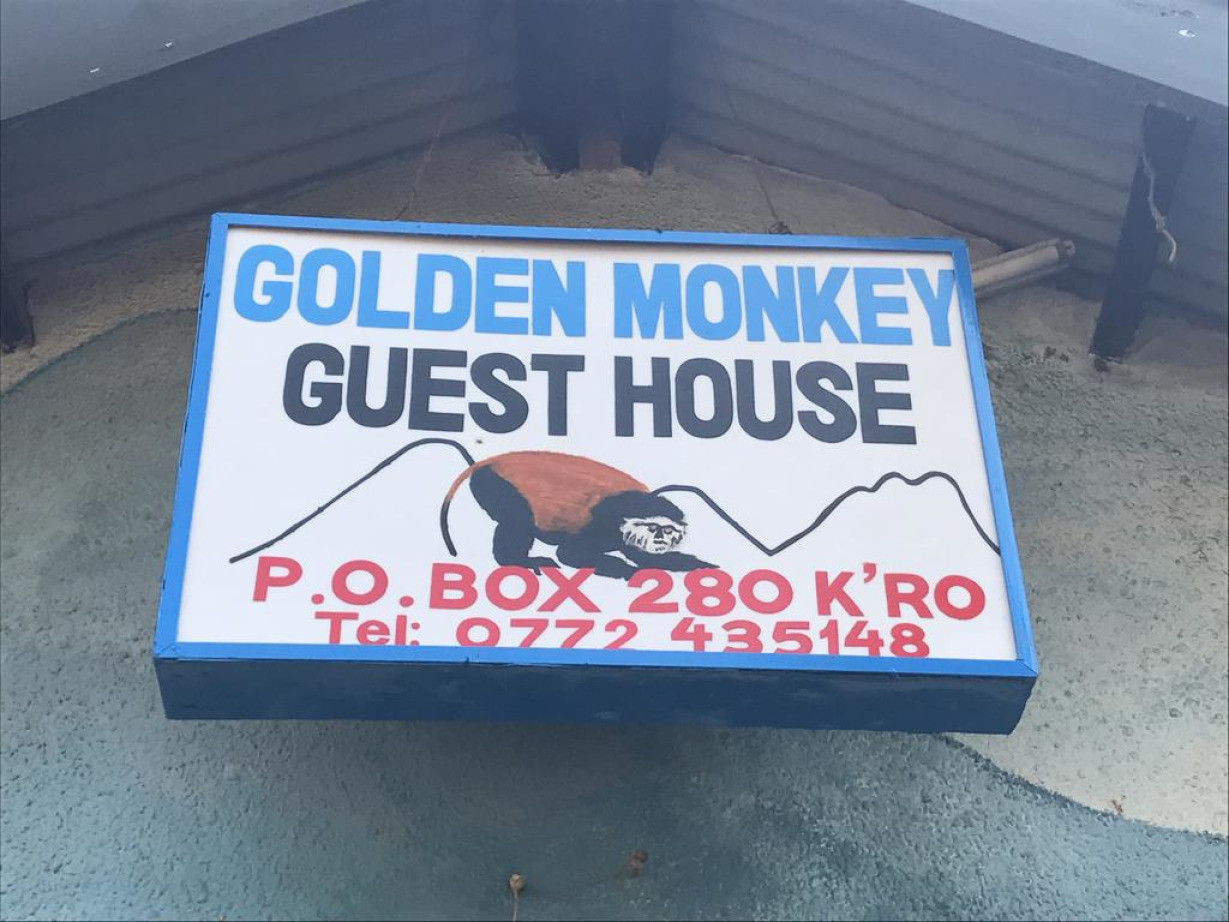 GOLDEN MONKEY
GUEST HOUSE
P.O. BOX 280 K'RO
Tel: 0772 435148